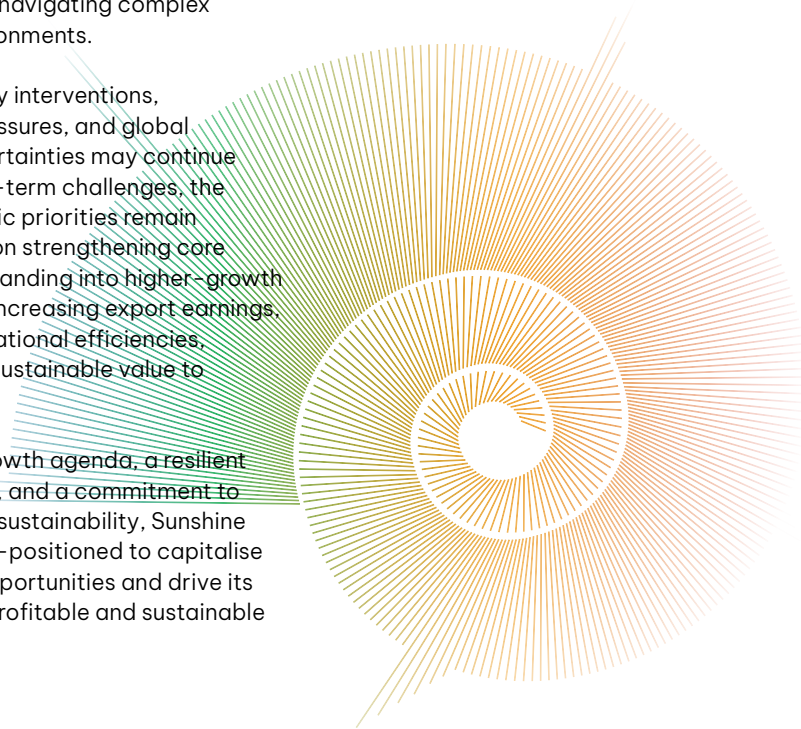 navigating complex
onments.
y interventions,
ssures, and global
rtainties may continue
-term challenges, the
ic priorities remain
on strengthening core
anding into higher-growth
ncreasing export earnings,
ational efficiencies,
ustainable value to
owth agenda, a resilient
, and a commitment to
sustainability, Sunshine
-positioned to capitalise
portunities and drive its
rofitable and sustainable